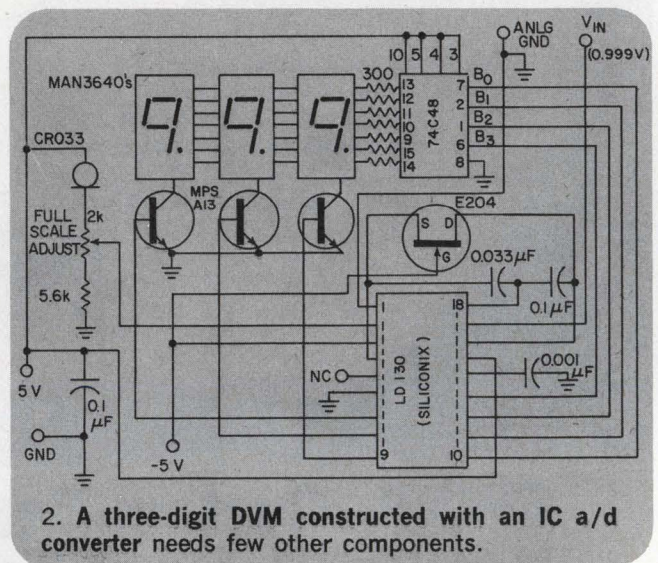 ANLG
GND
V_IN
(0.999V)
10 5 4 3
MAN3640's
300
13
12
11
10
9
15
14
74C48
7
2
1
6
8
B0
B1
B2
B3
CR033
MPS
A13
E204
S D
G
FULL
SCALE
ADJUST
2k
0.033µF
5.6k
1
18
0.1µF
LD130
(SILICONIX)
NC
0.001
µF
5 V
0.1
µF
GND
-5 V
9
10
2. A three-digit DVM constructed with an IC a/d
converter needs few other components.